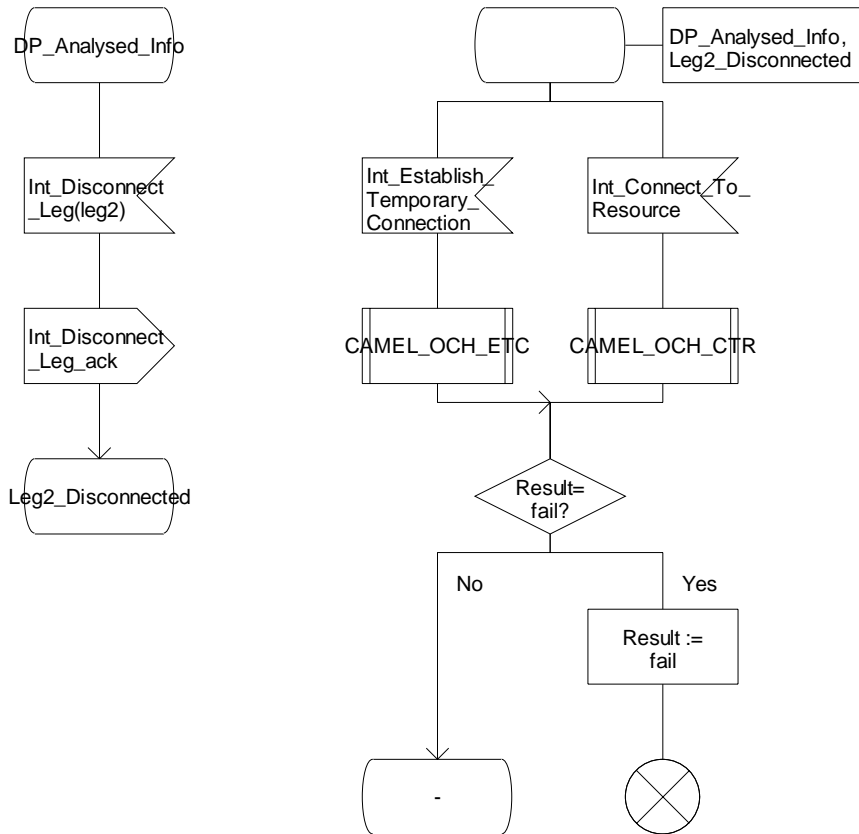 DP_Analysed_Info
Int_Disconnect
_Leg(leg2)
Int_Disconnect
_Leg_ack
Leg2_Disconnected
DP_Analysed_Info,
Leg2_Disconnected
Int_Establish_
Temporary_
Connection
Int_Connect_To_
Resource
CAMEL_OCH_ETC
CAMEL_OCH_CTR
Result=
fail?
No
Yes
Result :=
fail
-